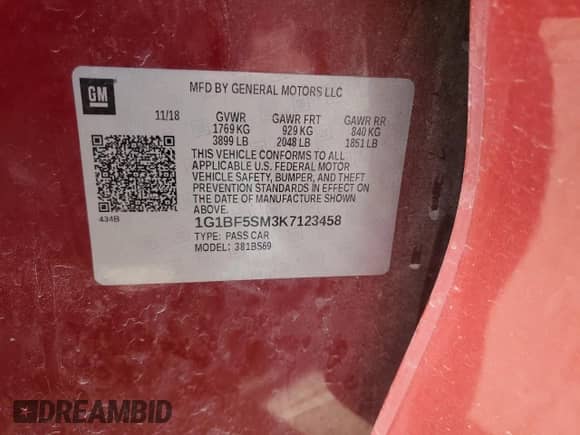 GM
MFD BY GENERAL MOTORS LLC
11/18 GVWR GAWR FRT GAWR RR
1769 KG 929 KG 840 KG
3899 LB 2048 LB 1851 LB
THIS VEHICLE CONFORMS TO ALL
APPLICABLE U.S. FEDERAL MOTOR
VEHICLE SAFETY, BUMPER, AND THEFT
PREVENTION STANDARDS IN EFFECT ON
THE DATE OF MANUFACTURE SHOWN
ABOVE.
434B
1G1BF5SM3K7123458
TYPE: PASS CAR
MODEL: 381BS69
DREAMBID